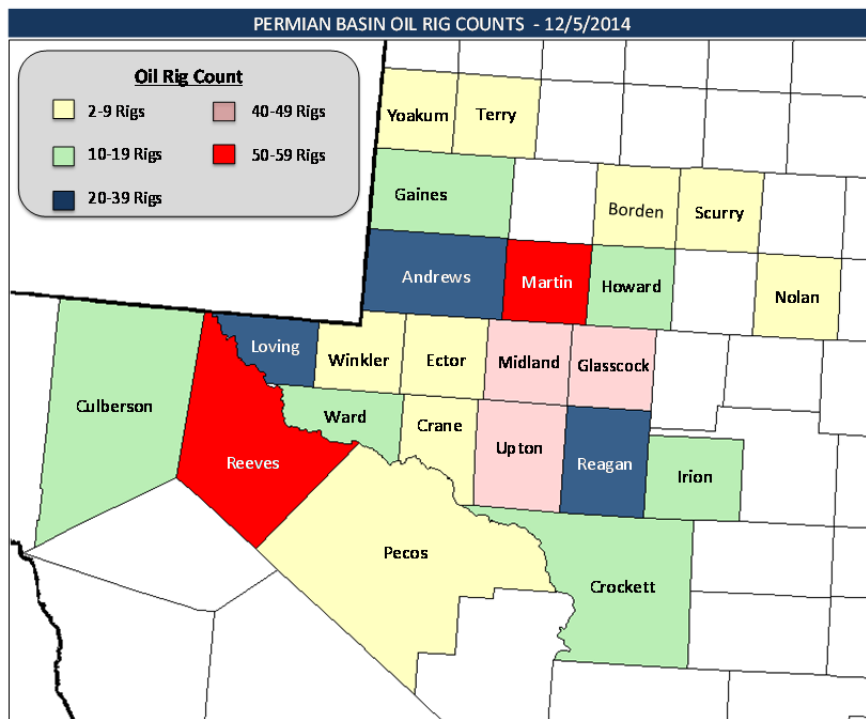 PERMIAN BASIN OIL RIG COUNTS - 12/5/2014
Oil Rig Count
2-9 Rigs
40-49 Rigs
10-19 Rigs
50-59 Rigs
20-39 Rigs
Yoakum
Terry
Gaines
Borden
Scurry
Andrews
Martin
Howard
Nolan
Loving
Winkler
Ector
Midland
Glasscock
Culberson
Ward
Crane
Upton
Reeves
Reagan
Irion
Pecos
Crockett